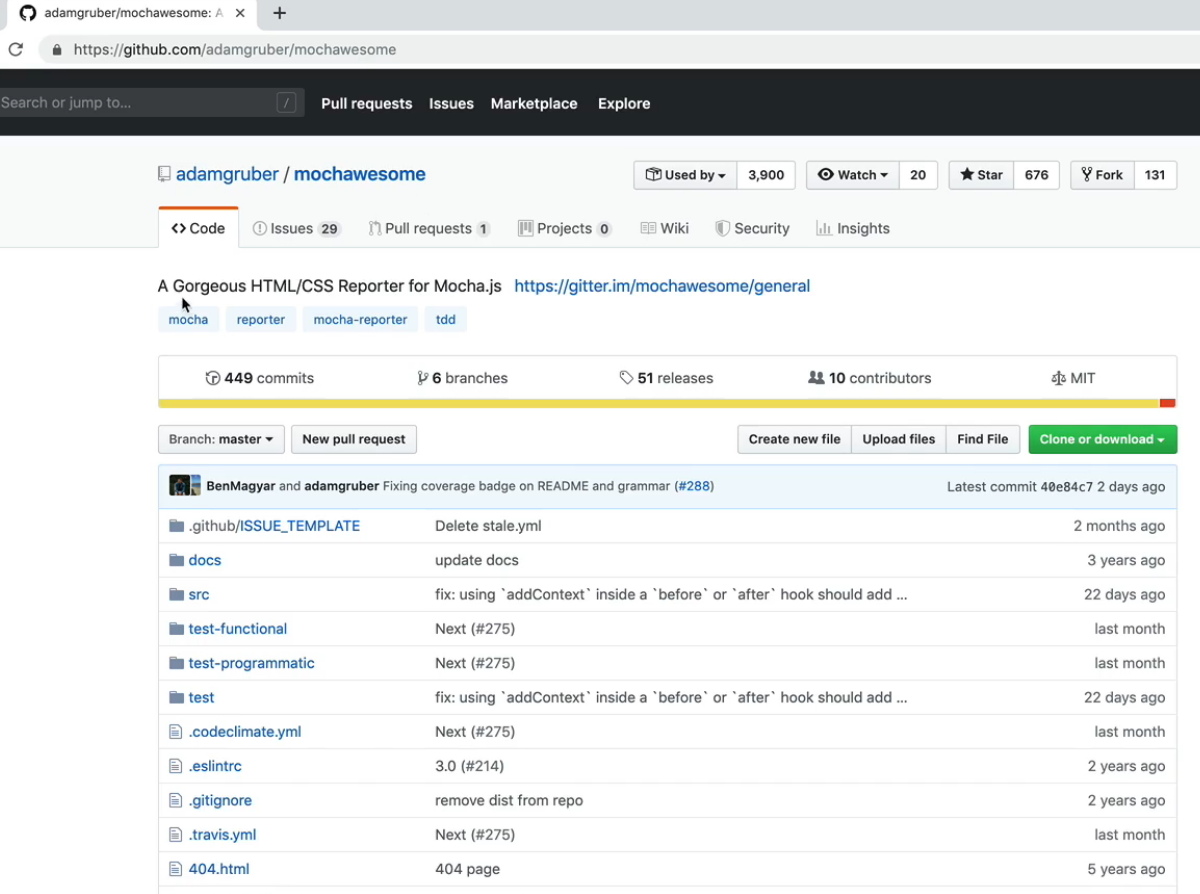 adamgruber/mochawesome: A
https://github.com/adamgruber/mochawesome
Search or jump to... / Pull requests Issues Marketplace Explore
adamgruber / mochawesome Used by 3,900 Watch 20 Star 676 Fork 131
Code Issues 29 Pull requests 1 Projects 0 Wiki Security Insights
A Gorgeous HTML/CSS Reporter for Mocha.js https://gitter.im/mochawesome/general
mocha reporter mocha-reporter tdd
449 commits 6 branches 51 releases 10 contributors MIT
Branch: master New pull request Create new file Upload files Find File Clone or download
BenMagyar and adamgruber Fixing coverage badge on README and grammar (#288) Latest commit 40e84c7 2 days ago
.github/ISSUE_TEMPLATE Delete stale.yml 2 months ago
docs update docs 3 years ago
src fix: using `addContext` inside a `before` or `after` hook should add ... 22 days ago
test-functional Next (#275) last month
test-programmatic Next (#275) last month
test fix: using `addContext` inside a `before` or `after` hook should add ... 22 days ago
.codeclimate.yml Next (#275) last month
.eslintrc 3.0 (#214) 2 years ago
.gitignore remove dist from repo 2 years ago
.travis.yml Next (#275) last month
404.html 404 page 5 years ago